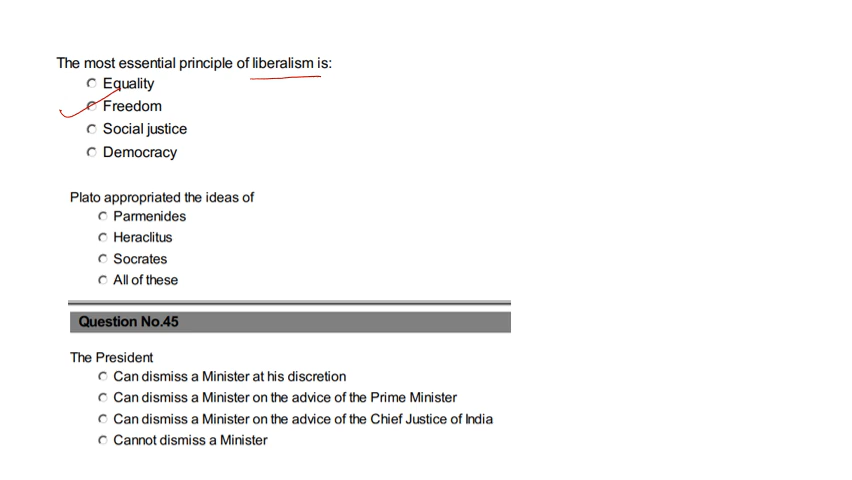 The most essential principle of liberalism is:
Equality
Freedom
Social justice
Democracy
Plato appropriated the ideas of
Parmenides
Heraclitus
Socrates
All of these
Question No.45
The President
Can dismiss a Minister at his discretion
Can dismiss a Minister on the advice of the Prime Minister
Can dismiss a Minister on the advice of the Chief Justice of India
Cannot dismiss a Minister